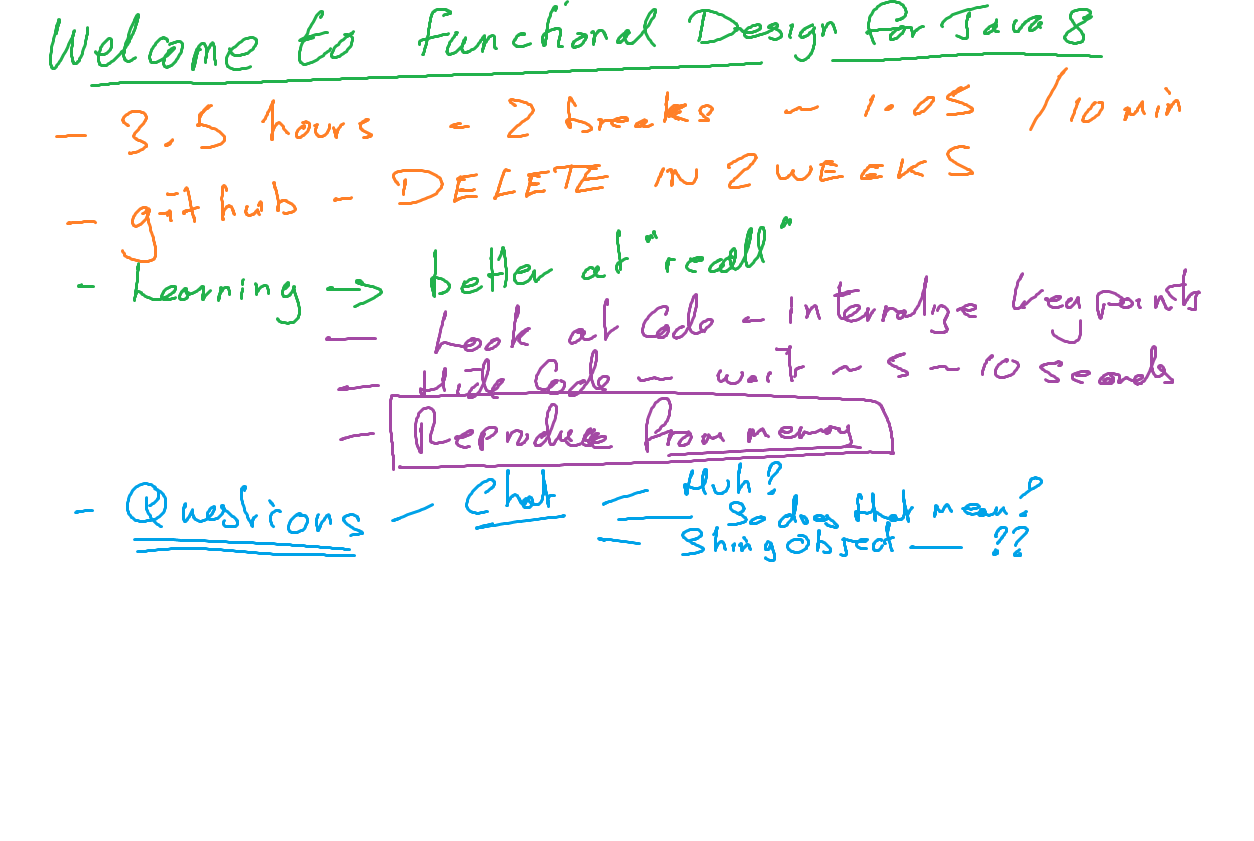 Welcome to Functional Design for Java 8
- 3.5 hours - 2 breaks ~ 1.05 / 10 min
- github - DELETE IN 2 WEEKS
- Learning → better at "recall"
— Look at Code - Internalize key points
— Hide Code — wait ~ 5 ~ 10 seconds
— Reproduce from memory
- Questions — Chat — Huh?
— So does that mean?
— String Object — ??